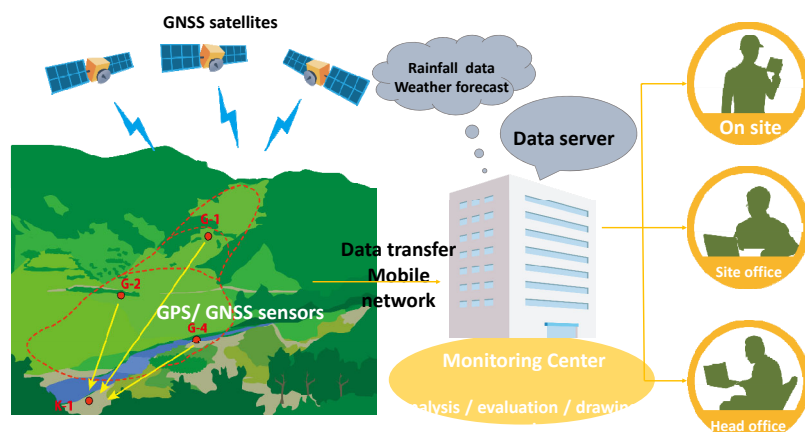 GNSS satellites
Rainfall data
Weather forecast
Data server
On site
G-1
Data transfer
Mobile
network
G-2
GPS/ GNSS sensors
G-4
Site office
Monitoring Center
K-1
analysis / evaluation / drawin
Head office